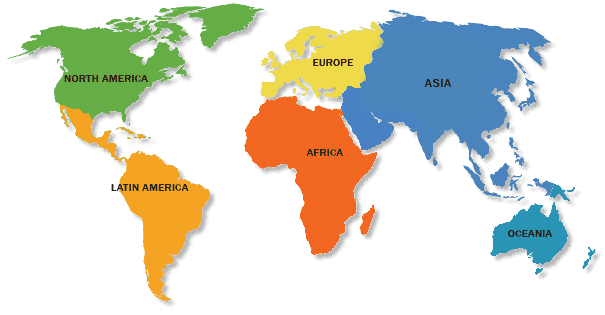 EUROPE
NORTH AMERICA
ASIA
AFRICA
LATIN AMERICA
OCEANIA